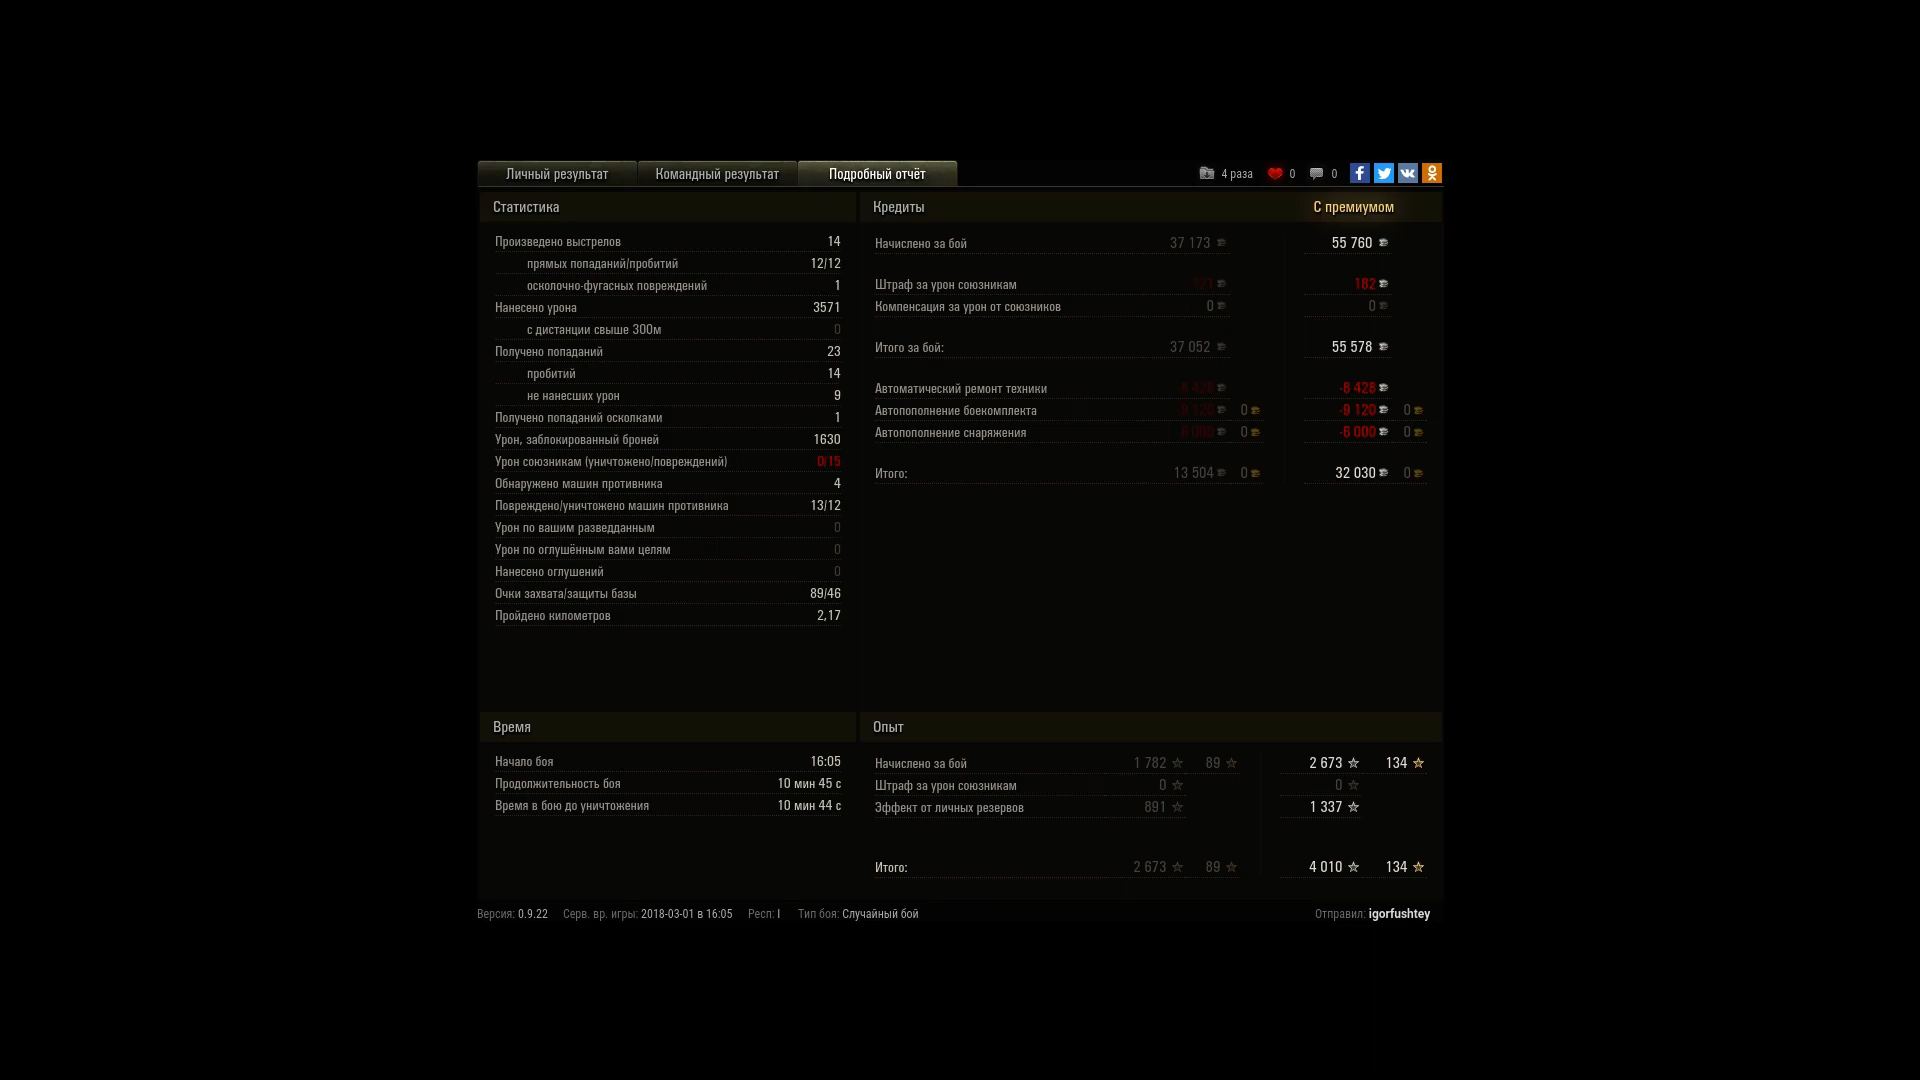 Личный результат Командный результат Подробный отчёт 4 раза 0 0
Статистика
Произведено выстрелов 14
прямых попаданий/пробитий 12/12
осколочно-фугасных повреждений 1
Нанесено урона 3571
с дистанции свыше 300м 0
Получено попаданий 23
пробитий 14
не нанесших урон 9
Получено попаданий осколками 1
Урон, заблокированный броней 1630
Урон союзникам (уничтожено/повреждений) 0/15
Обнаружено машин противника 4
Повреждено/уничтожено машин противника 13/12
Урон по вашим разведданным 0
Урон по оглушённым вами целям 0
Нанесено оглушений 0
Очки захвата/защиты базы 89/46
Пройдено километров 2,17
Кредиты С премиумом
Начислено за бой 37 173 55 760
Штраф за урон союзникам 121 182
Компенсация за урон от союзников 0 0
Итого за бой: 37 052 55 578
Автоматический ремонт техники -8 428 -8 428
Автопополнение боекомплекта -9 120 0 -9 120 0
Автопополнение снаряжения -6 000 0 -6 000 0
Итого: 13 504 0 32 030 0
Время
Начало боя 16:05
Продолжительность боя 10 мин 45 с
Время в бою до уничтожения 10 мин 44 с
Опыт
Начислено за бой 1 782 89 2 673 134
Штраф за урон союзникам 0 0
Эффект от личных резервов 891 1 337
Итого: 2 673 89 4 010 134
Версия: 0.9.22 Серв. вр. игры: 2018-03-01 в 16:05 Респ: I Тип боя: Случайный бой Отправил: igorfushtey